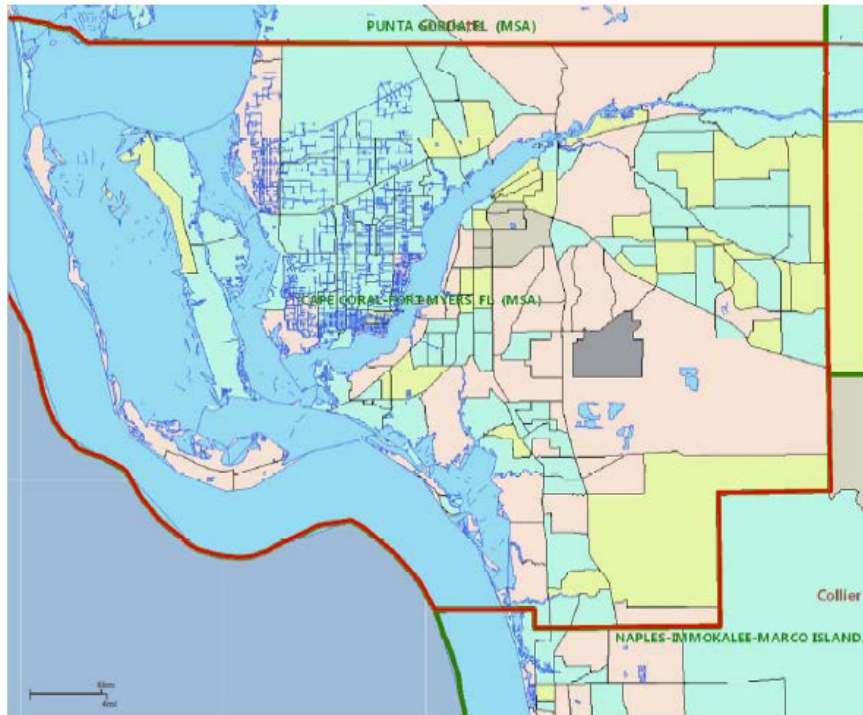 PUNTA GORDA, FL (MSA)
CAPE CORAL-FORT MYERS, FL (MSA)
Collier
NAPLES-IMMOKALEE-MARCO ISLAND,